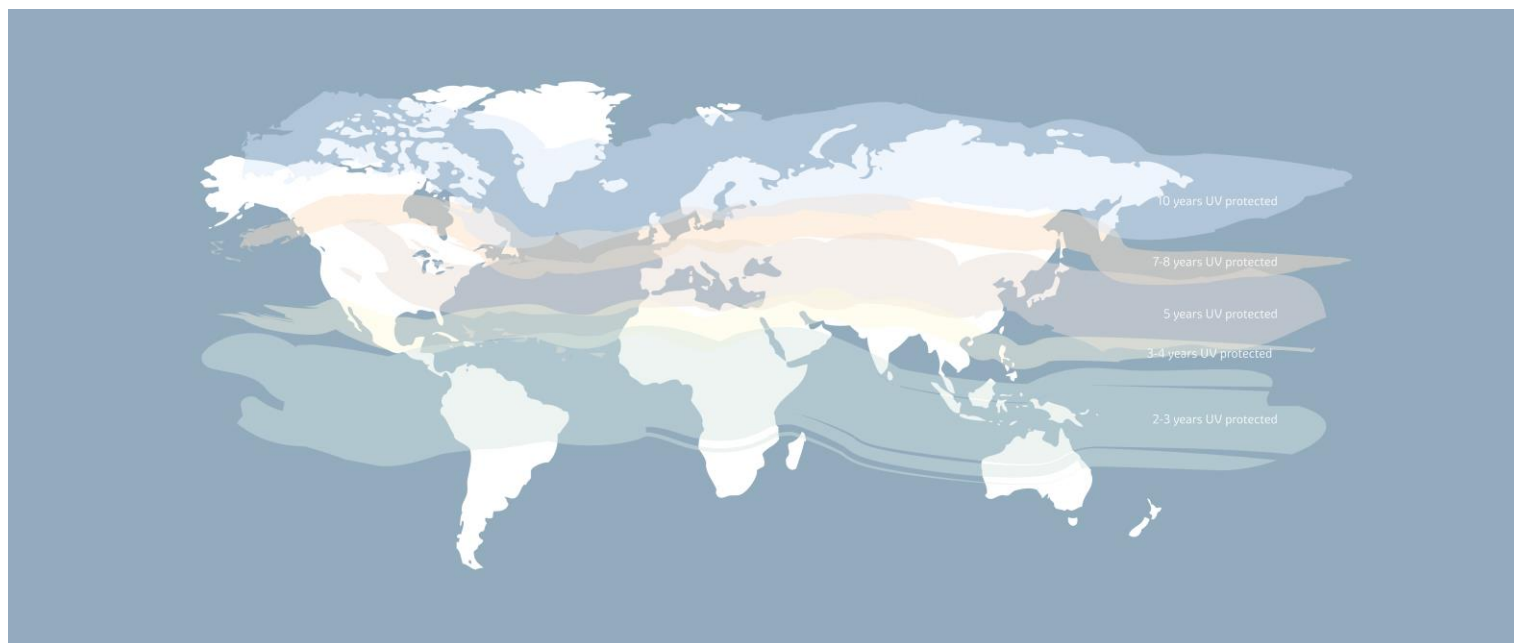 10 years UV protected
7-8 years UV protected
5 years UV protected
3-4 years UV protected
2-3 years UV protected